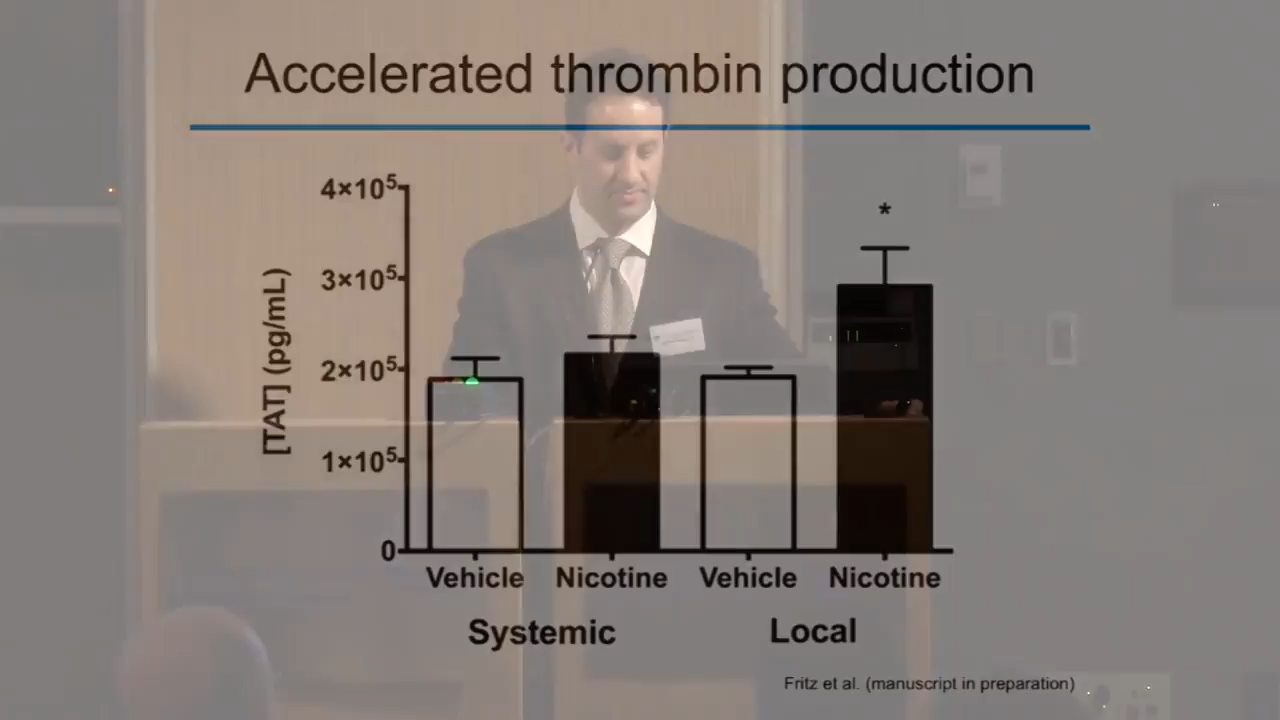 Accelerated thrombin production
4×10⁵
3×10⁵
2×10⁵
1×10⁵
0
[TAT] (pg/mL)
*
Vehicle Nicotine Vehicle Nicotine
Systemic Local
Fritz et al. (manuscript in preparation)